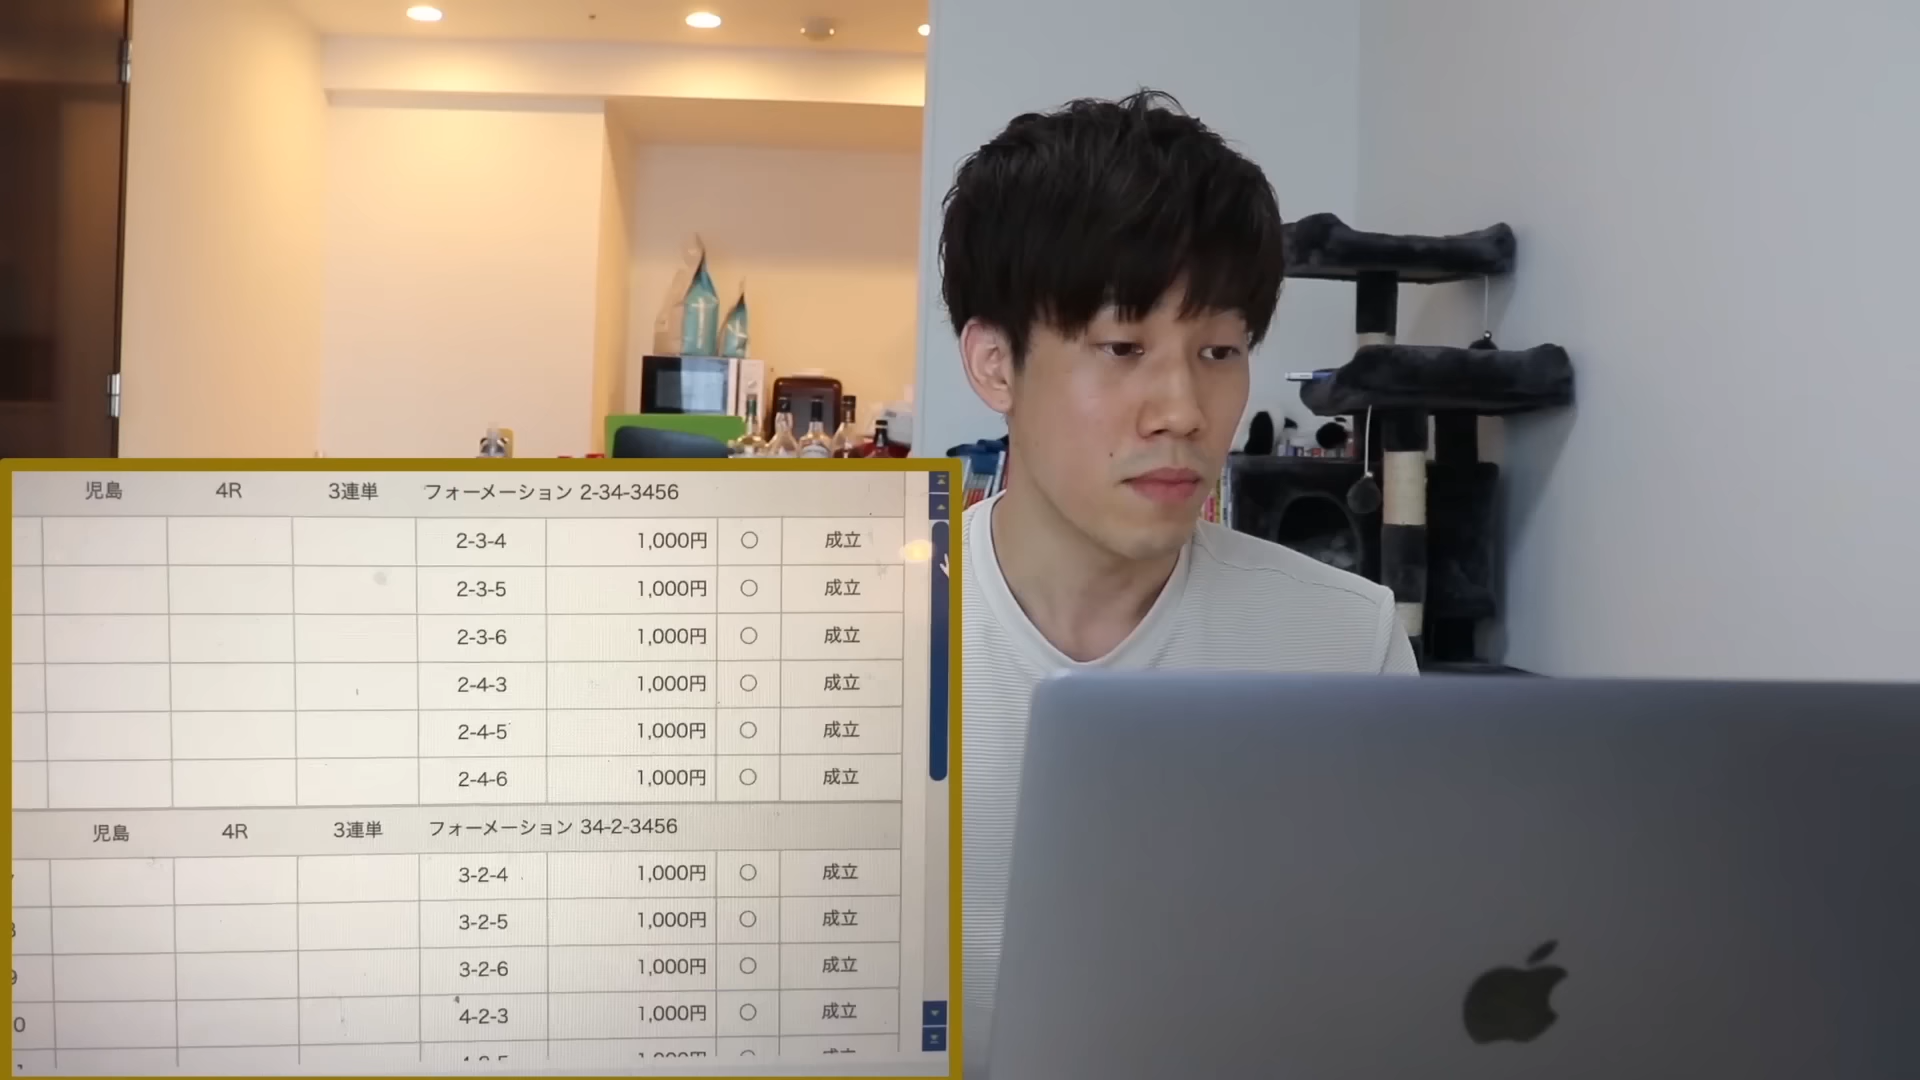 児島 4R 3連単 フォーメーション 2-34-3456
2-3-4 1,000円 ○ 成立
2-3-5 1,000円 ○ 成立
2-3-6 1,000円 ○ 成立
2-4-3 1,000円 ○ 成立
2-4-5 1,000円 ○ 成立
2-4-6 1,000円 ○ 成立
児島 4R 3連単 フォーメーション 34-2-3456
3-2-4 1,000円 ○ 成立
3-2-5 1,000円 ○ 成立
3-2-6 1,000円 ○ 成立
4-2-3 1,000円 ○ 成立